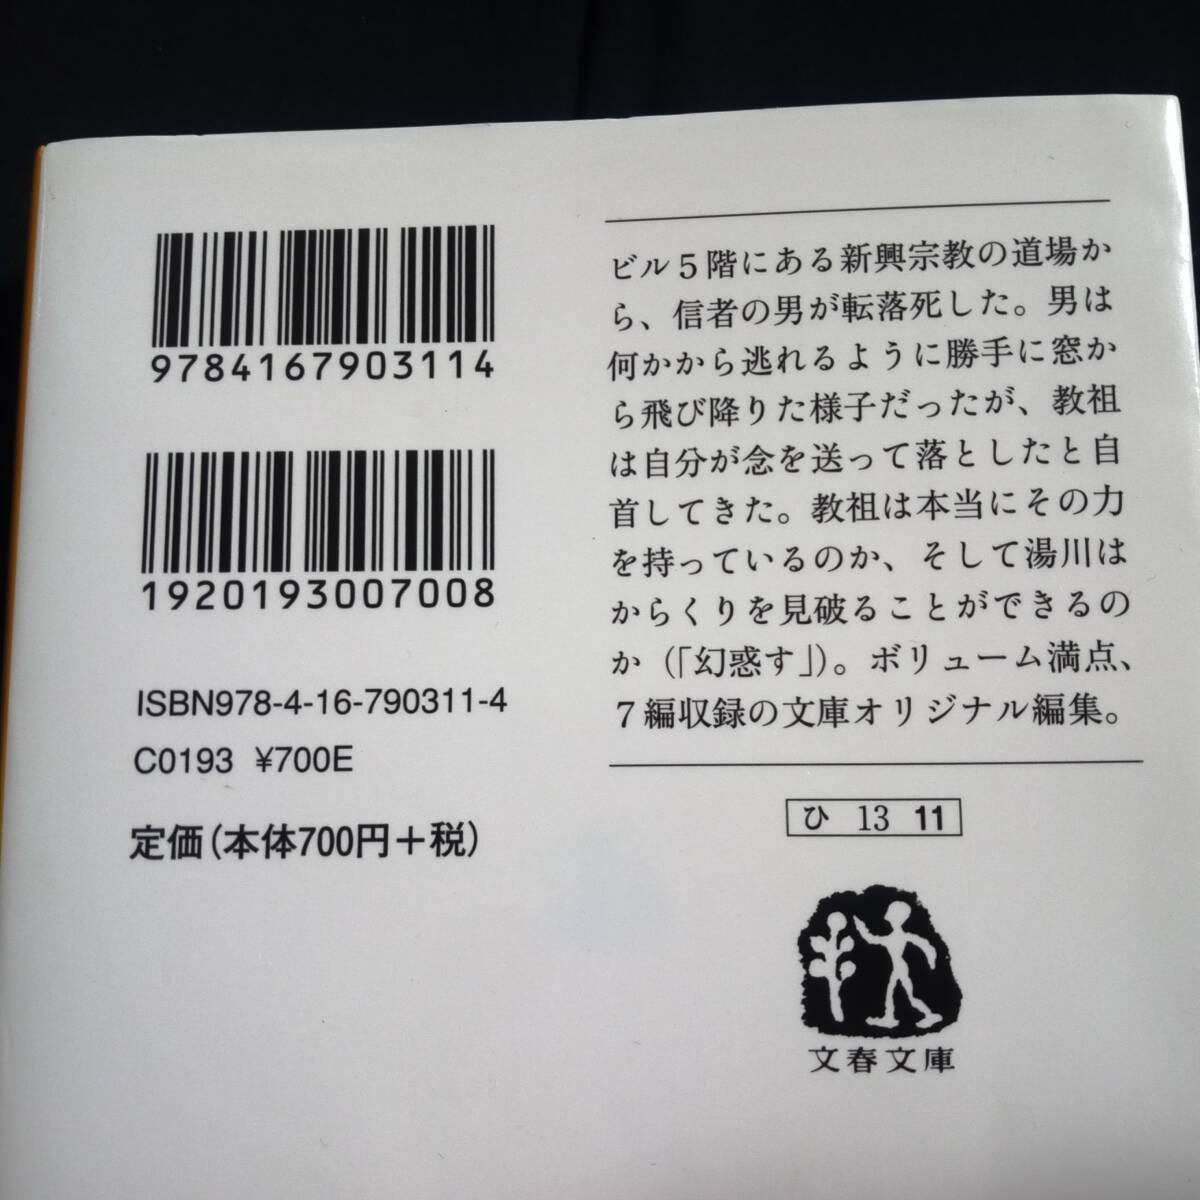 9784167903114
1920193007008
ISBN978-4-16-790311-4
C0193 ¥700E
定価(本体700円+税)
ビル5階にある新興宗教の道場か
ら、信者の男が転落死した。男は
何かから逃れるように勝手に窓か
ら飛び降りた様子だったが、教祖
は自分が念を送って落としたと自
首してきた。教祖は本当にその力
を持っているのか、そして湯川は
からくりを見破ることができるの
か(「幻惑す」)。ボリューム満点、
7編収録の文庫オリジナル編集。
ひ 13 11
文春文庫